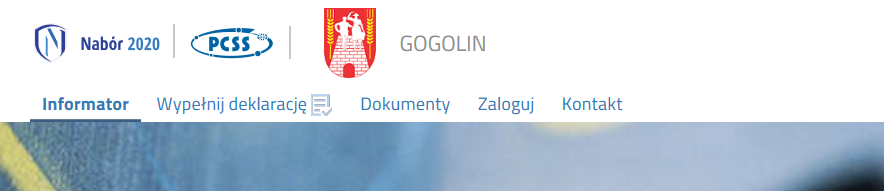 Nabór 2020 PCSS GOGOLIN
Informator Wypełnij deklarację Dokumenty Zaloguj Kontakt